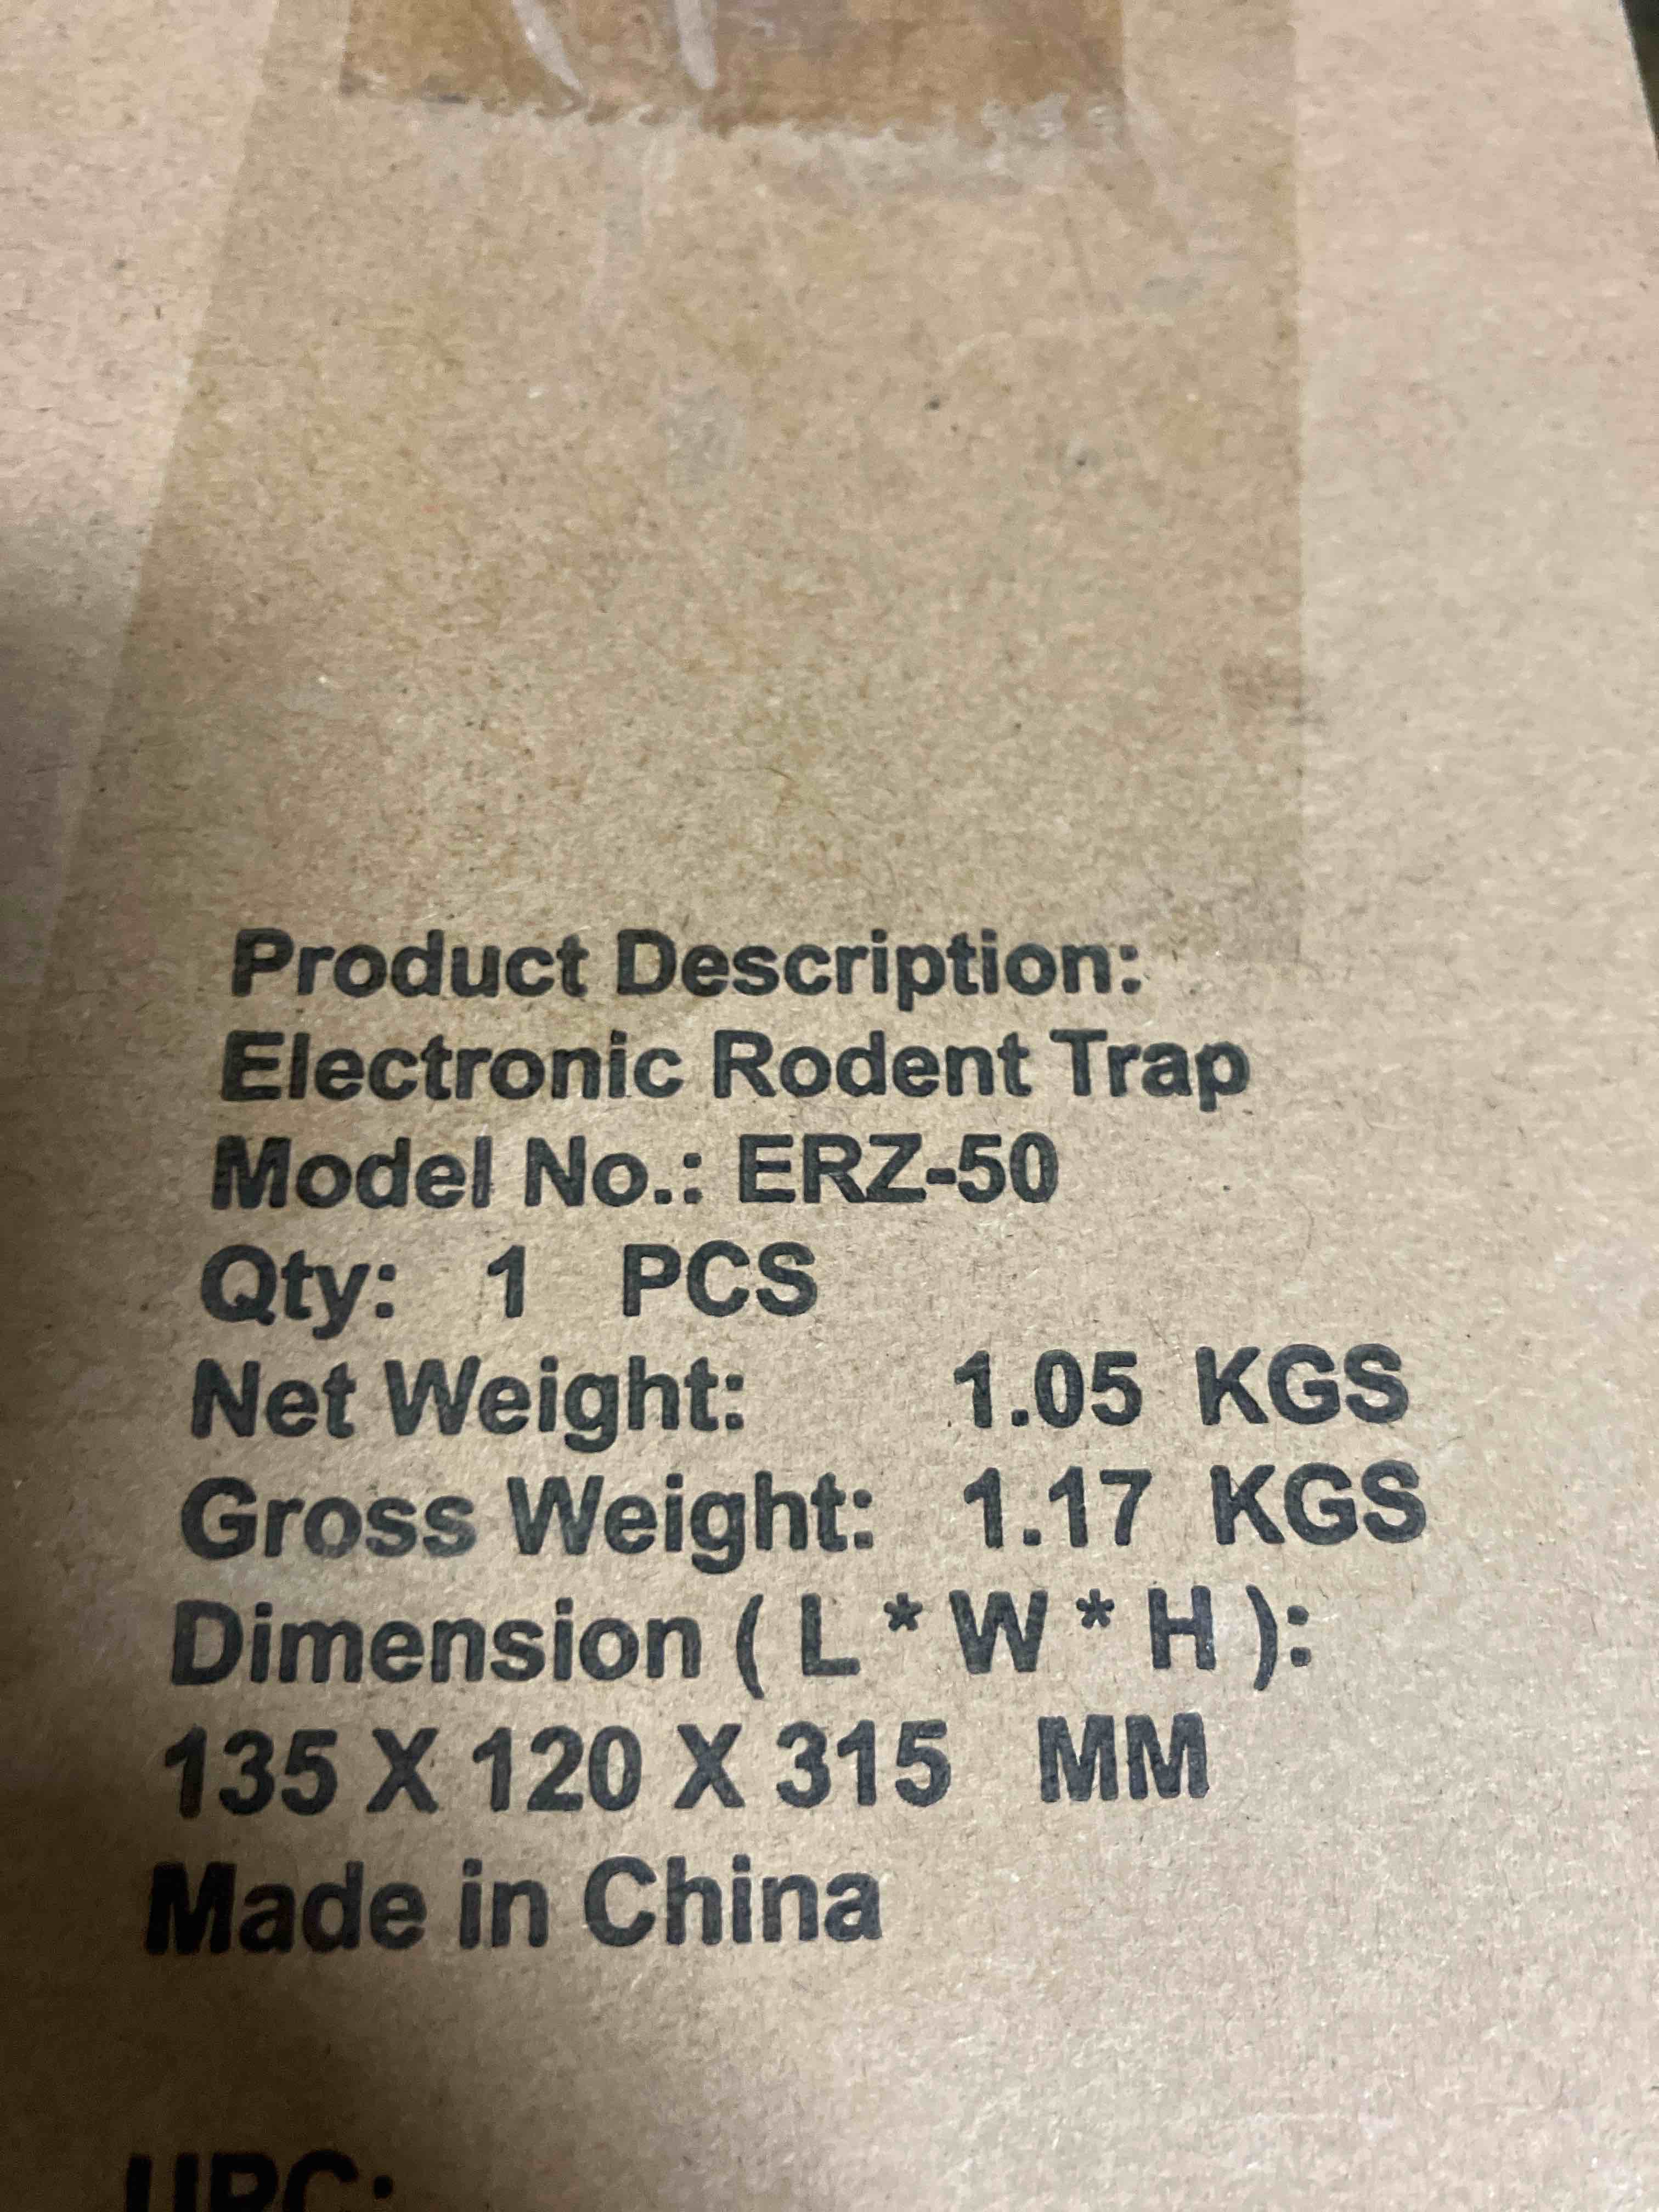 Product Description:
Electronic Rodent Trap
Model No.: ERZ-50
Qty: 1 PCS
Net Weight: 1.05 KGS
Gross Weight: 1.17 KGS
Dimension ( L * W * H ):
135 X 120 X 315 MM
Made in China
UPC: